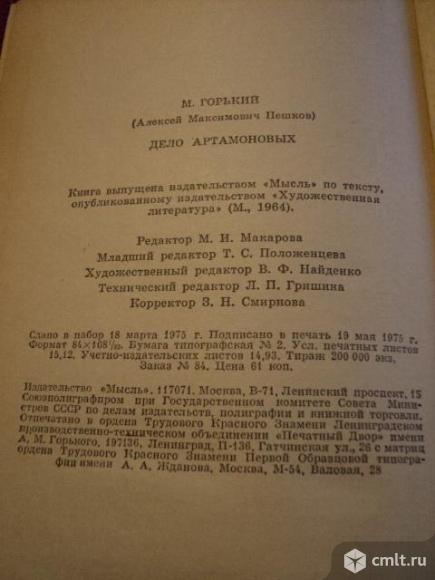 М. ГОРЬКИЙ
(Алексей Максимович Пешков)
ДЕЛО АРТАМОНОВЫХ
Книга выпущена издательством «Мысль» по тексту,
опубликованному издательством «Художественная
литература» (М., 1964).
Редактор М. И. Макарова
Младший редактор Т. С. Положенцева
Художественный редактор В. Ф. Найденко
Технический редактор Л. П. Гришина
Корректор З. Н. Смирнова
Сдано в набор 18 марта 1975 г. Подписано в печать 19 мая 1975 г.
Формат 84×108 1/32. Бумага типографская № 2. Усл. печатных листов
15,12. Учетно-издательских листов 14,93. Тираж 200 000 экз.
Заказ № 84. Цена 61 коп.
Издательство «Мысль». 117071. Москва, В-71, Ленинский проспект, 15
Союзполиграфпром при Государственном комитете Совета Мини-
стров СССР по делам издательств, полиграфии и книжной торговли.
Отпечатано в ордена Трудового Красного Знамени Ленинградском
производственно-техническом объединении «Печатный Двор» имени
А. М. Горького, 197136, Ленинград, П-136, Гатчинская ул., 26 с матриц
ордена Трудового Красного Знамени Первой Образцовой типогра-
фии имени А. А. Жданова, Москва, М-54, Валовая, 28
cmlt.ru